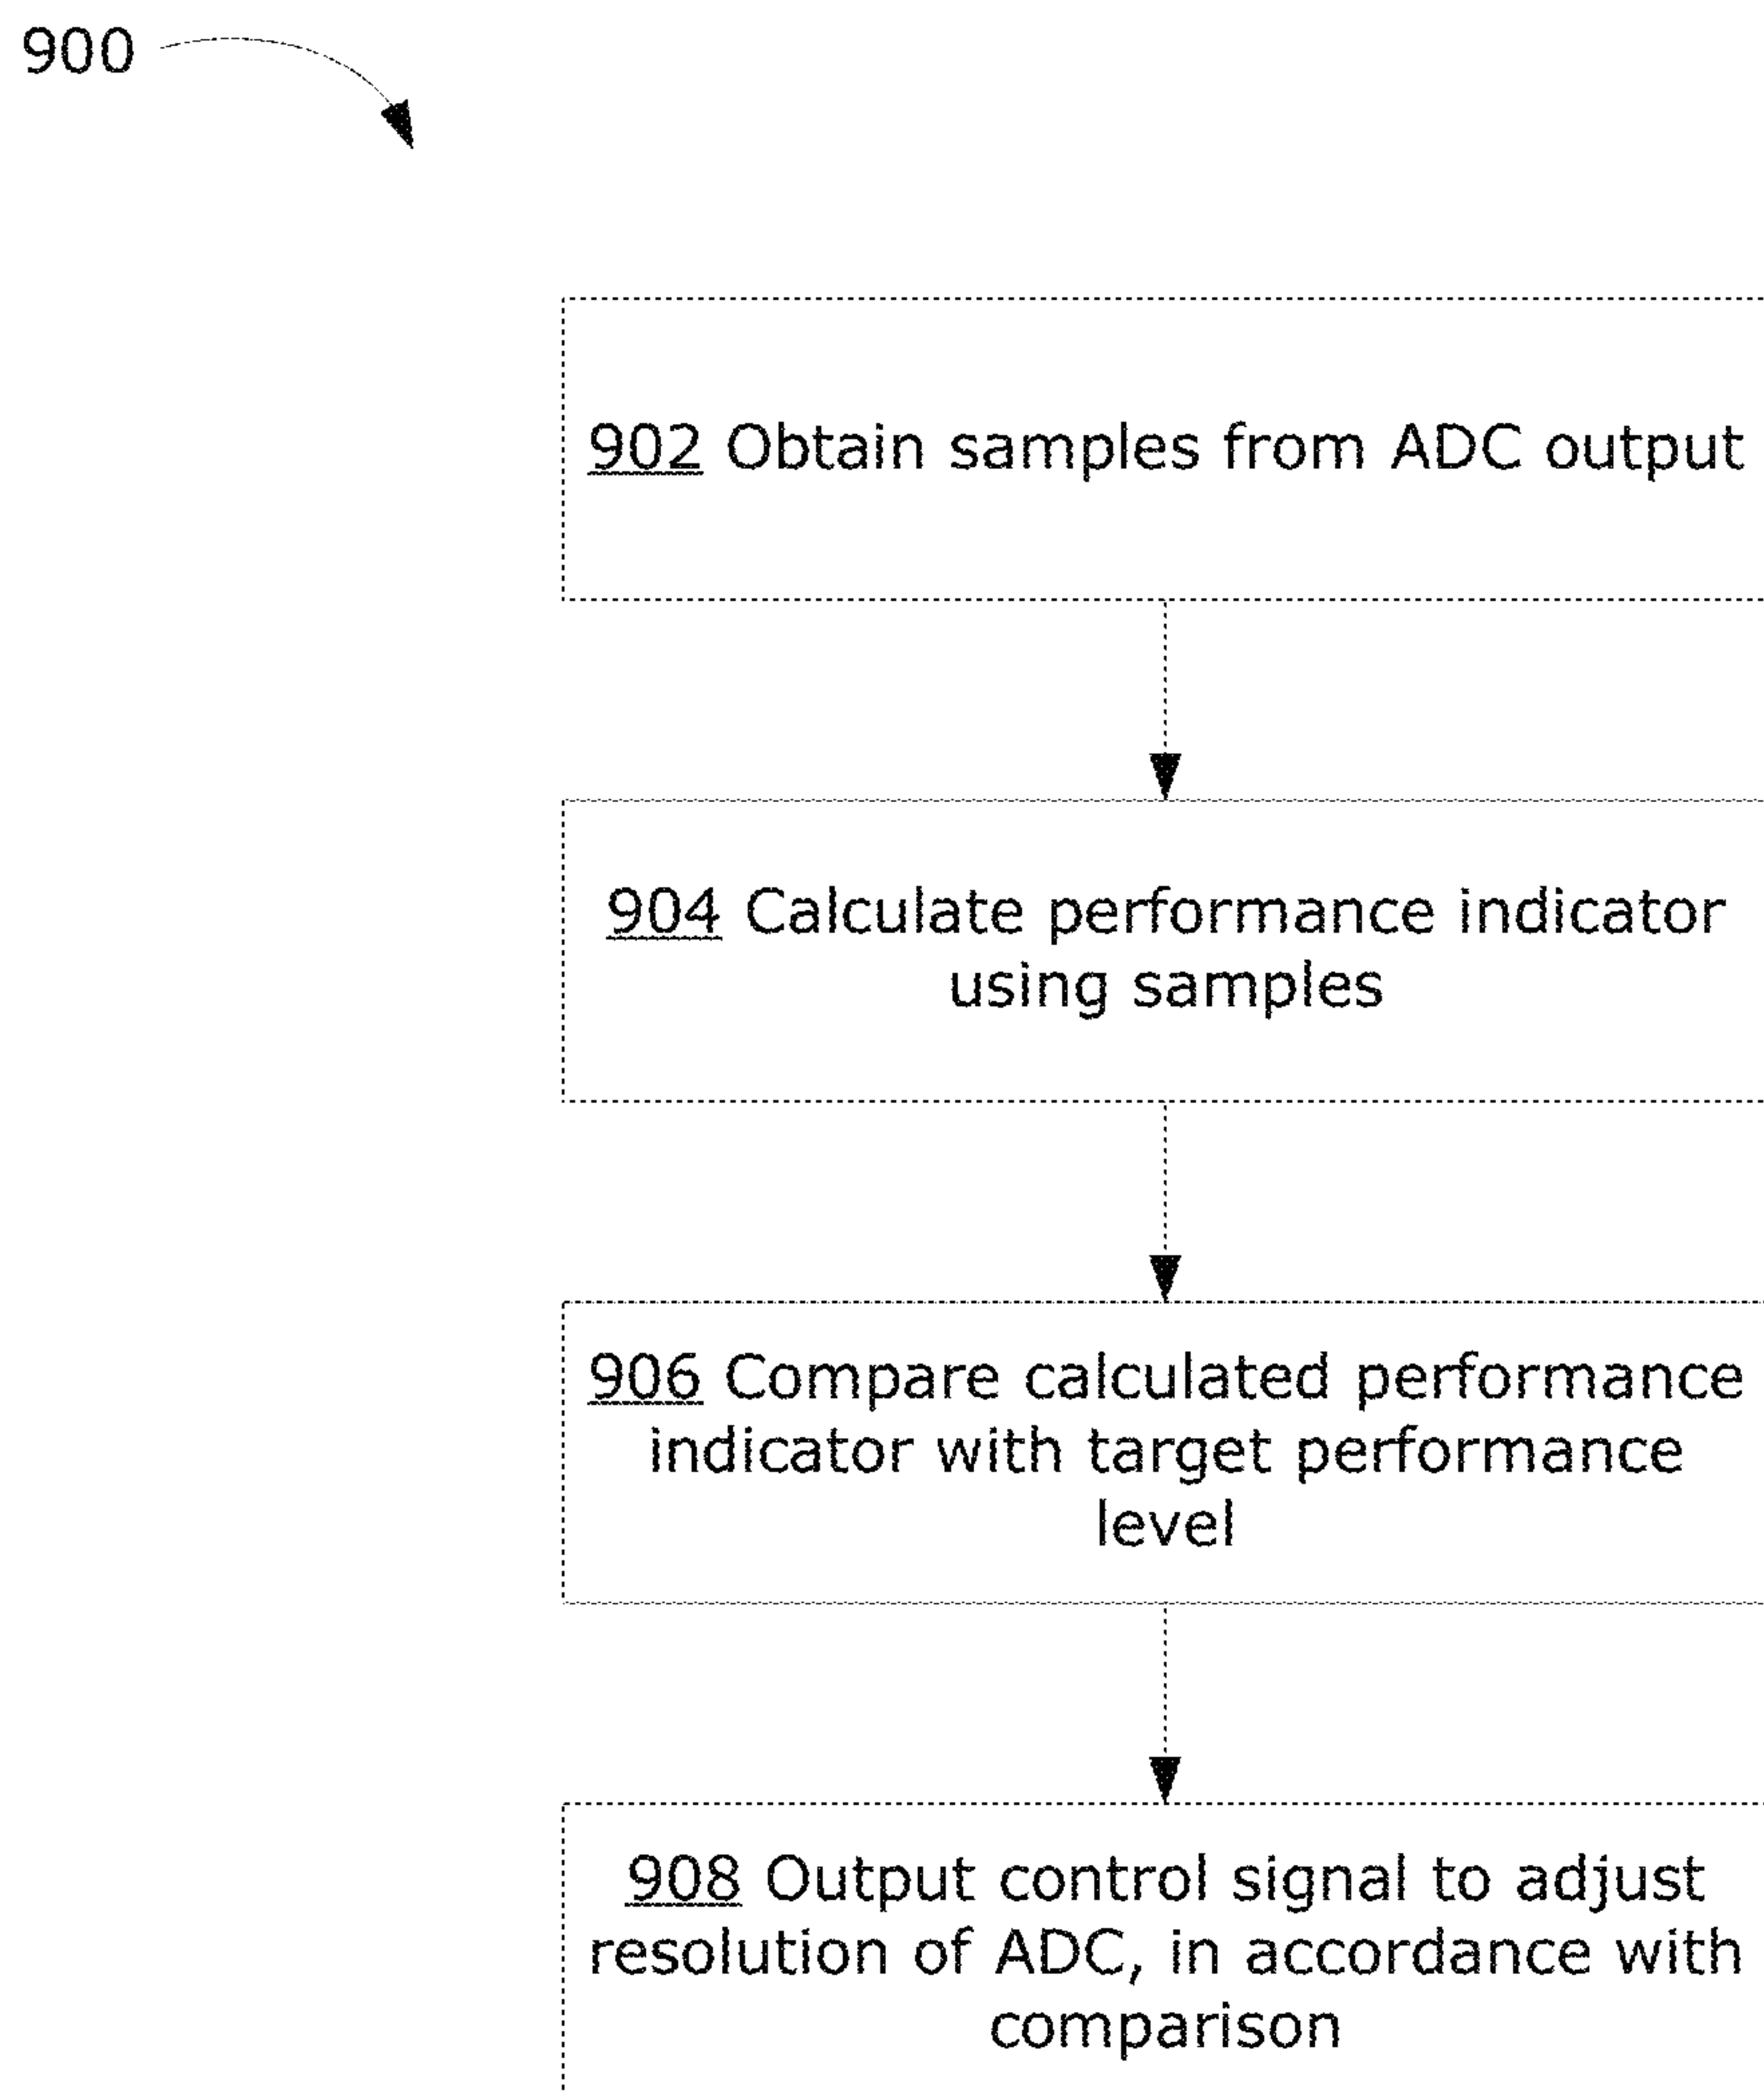 900
902 Obtain samples from ADC output
904 Calculate performance indicator
using samples
906 Compare calculated performance
indicator with target performance
level
908 Output control signal to adjust
resolution of ADC, in accordance with
comparison